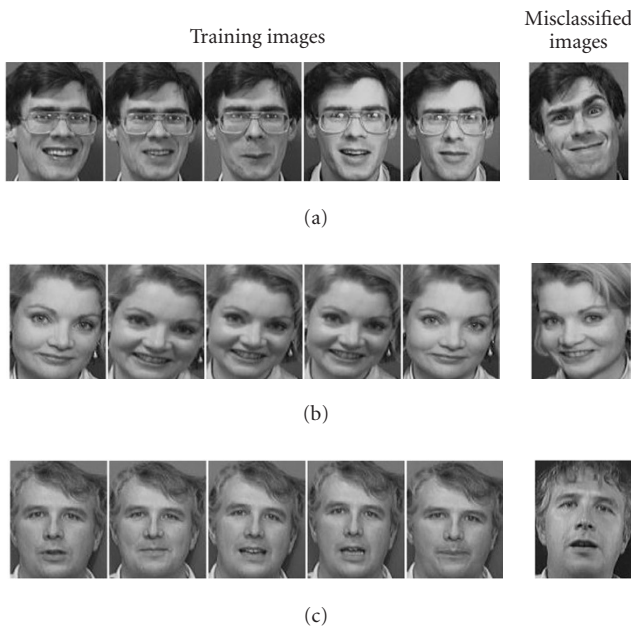 Training images
Misclassified
images
(a)
(b)
(c)